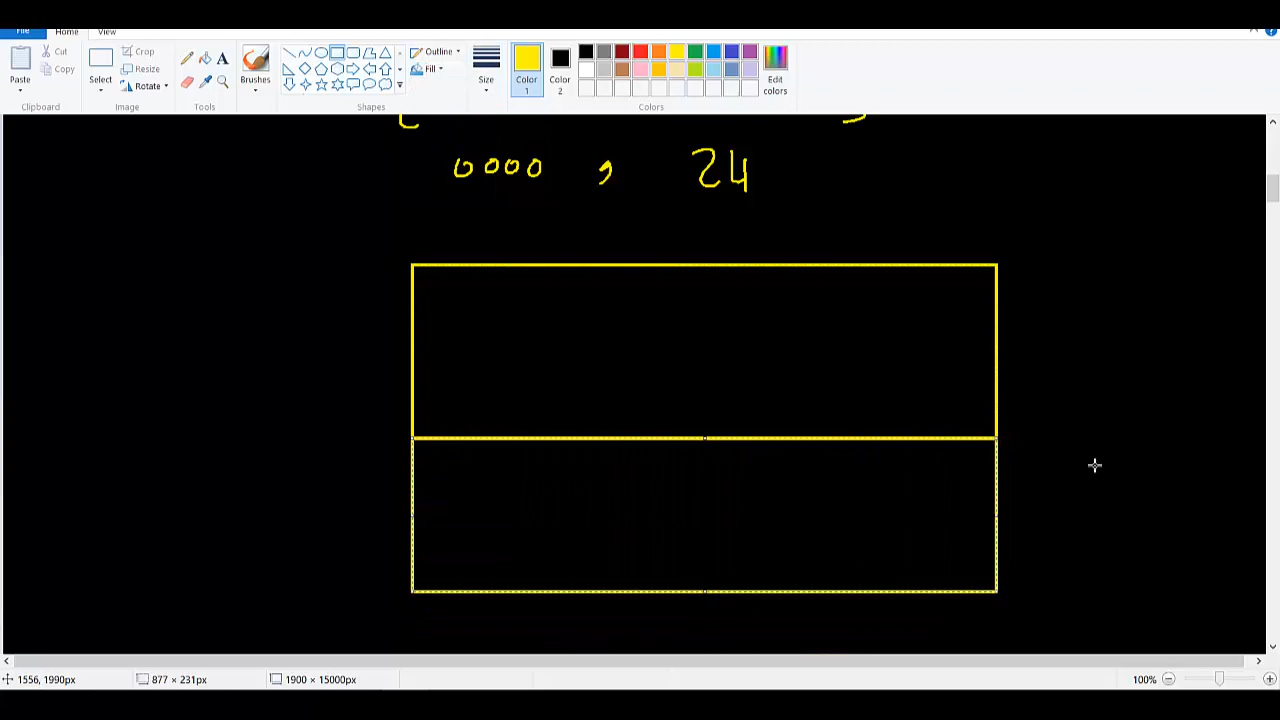 File Home View
Cut
Copy
Paste
Clipboard
Select
Crop
Resize
Rotate
Image
A
Tools
Brushes
Shapes
Outline
Fill
Size
Color 1
Color 2
Edit colors
Colors
0000 , 24
1556, 1990px 877 × 231px 1900 × 15000px 100%